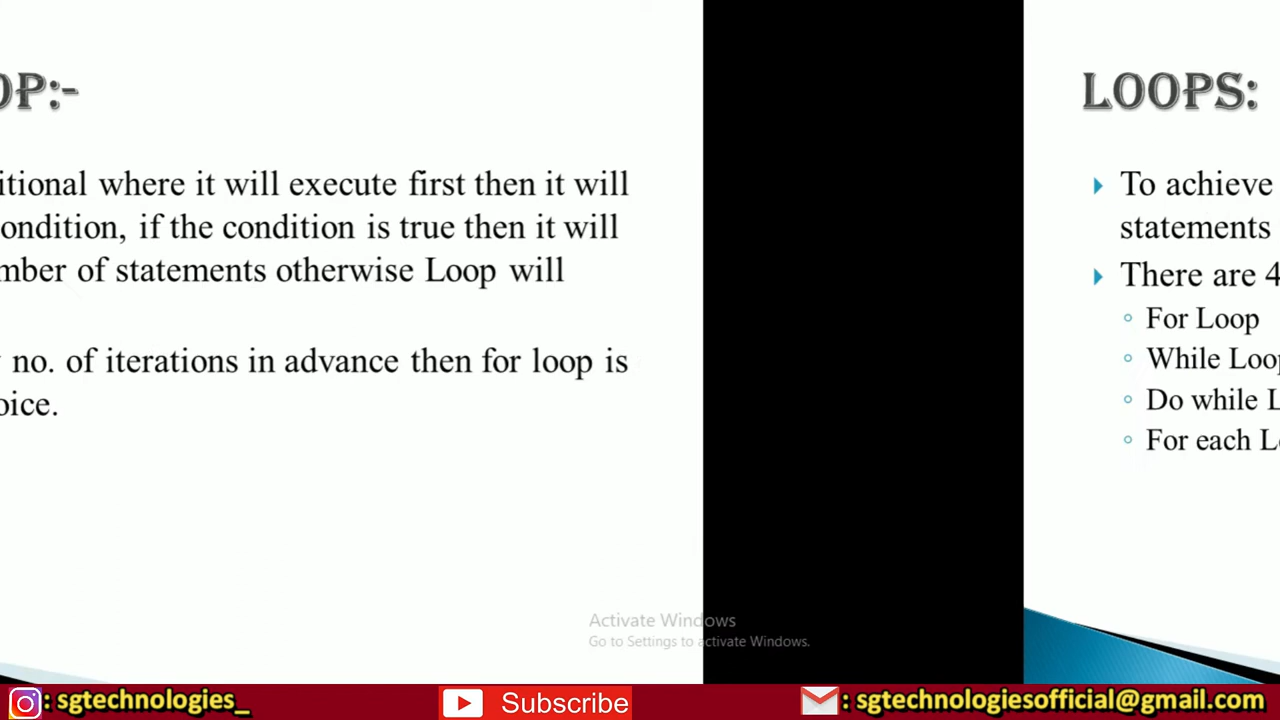 OP:-
itional where it will execute first then it will
ondition, if the condition is true then it will
mber of statements otherwise Loop will
no. of iterations in advance then for loop is
oice.
LOOPS:
To achieve
statements
There are 4
For Loop
While Loop
Do while L
For each Lo
Activate Windows
Go to Settings to activate Windows.
: sgtechnologies_
Subscribe
: sgtechnologiesofficial@gmail.com